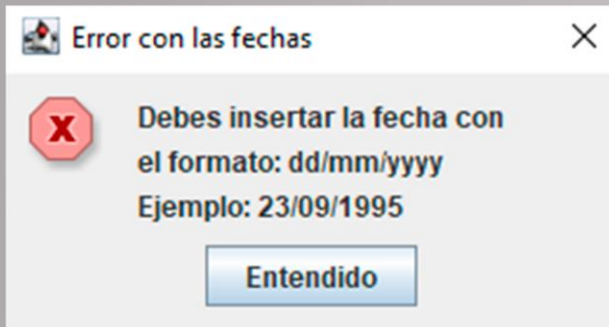 Error con las fechas
Debes insertar la fecha con
el formato: dd/mm/yyyy
Ejemplo: 23/09/1995
Entendido